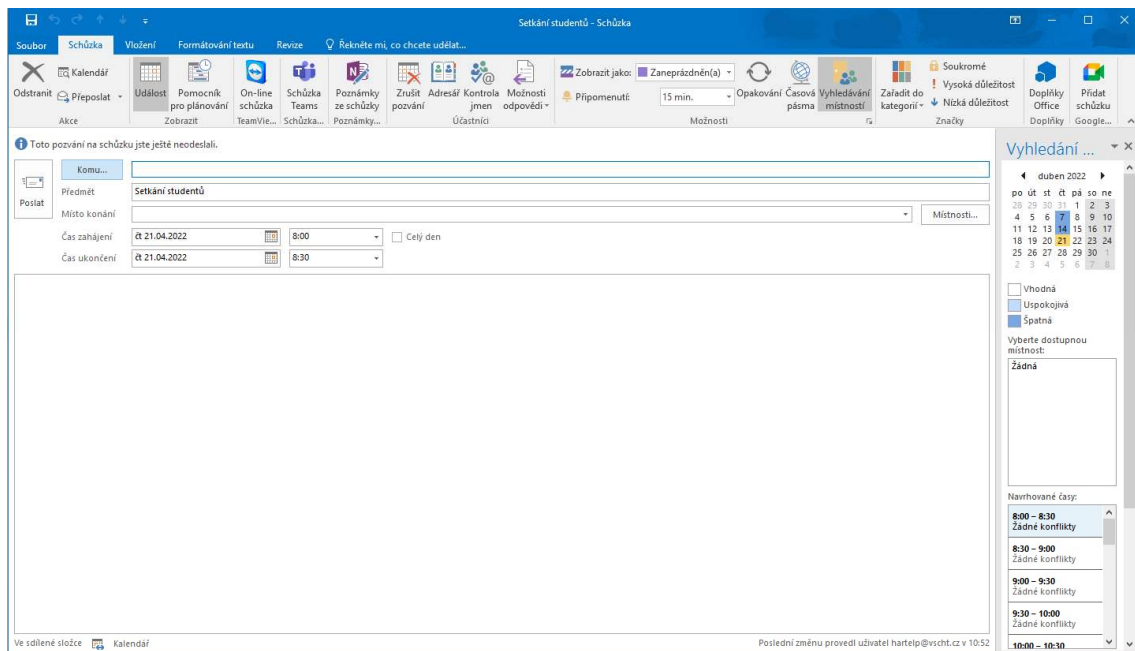 Setkání studentů - Schůzka
Soubor Schůzka Vložení Formátování textu Revize Řekněte mi, co chcete udělat...
Odstranit
Kalendář
Přeposlat
Akce
Událost
Pomocník pro plánování
Zobrazit
On-line schůzka
TeamVie...
Schůzka Teams
Schůzka...
Poznámky ze schůzky
Poznámky...
Zrušit pozvání
Adresář
Kontrola jmen
Možnosti odpovědi
Účastníci
Zobrazit jako: Zaneprázdněn(a)
Připomenutí: 15 min.
Opakování
Časová pásma
Vyhledávání místností
Možnosti
Zařadit do kategorií
Soukromé
Vysoká důležitost
Nízká důležitost
Značky
Doplňky Office
Doplňky
Přidat schůzku
Google...
Toto pozvání na schůzku jste ještě neodeslali.
Poslat
Komu...
Předmět Setkání studentů
Místo konání Místnosti...
Čas zahájení čt 21.04.2022 8:00 Celý den
Čas ukončení čt 21.04.2022 8:30
Vyhledání ...
duben 2022
po út st čt pá so ne
28 29 30 31 1 2 3
4 5 6 7 8 9 10
11 12 13 14 15 16 17
18 19 20 21 22 23 24
25 26 27 28 29 30 1
2 3 4 5 6 7 8
Vhodná
Uspokojivá
Špatná
Vyberte dostupnou
místnost:
Žádná
Navrhované časy:
8:00 – 8:30
Žádné konflikty
8:30 – 9:00
Žádné konflikty
9:00 – 9:30
Žádné konflikty
9:30 – 10:00
Žádné konflikty
10:00 – 10:30
Ve sdílené složce Kalendář
Poslední změnu provedl uživatel hartelp@vscht.cz v 10:52